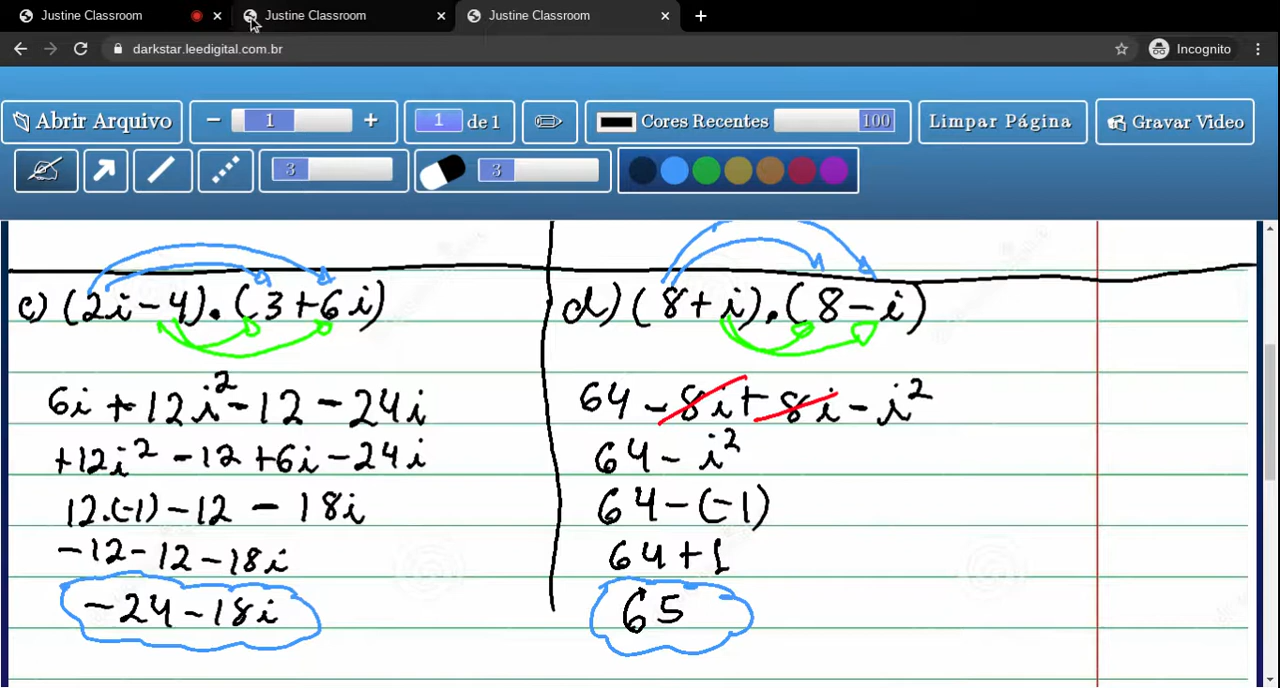 Justine Classroom
Justine Classroom
Justine Classroom
darkstar.leedigital.com.br
Incognito
Abrir Arquivo
− 1 +
1 de 1
Cores Recentes 100
Limpar Página
Gravar Video
3
3
c) (2i−4).(3+6i)
6i + 12i² − 12 − 24i
+12i² − 12 + 6i − 24i
12.(−1) − 12 − 18i
−12 − 12 − 18i
−24 − 18i
d) (8+i).(8−i)
64 − 8i + 8i − i²
64 − i²
64 − (−1)
64 + 1
65